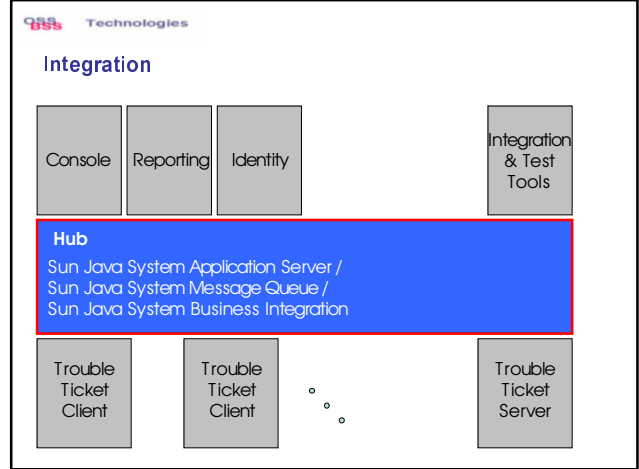 OSS
BSS Technologies
Integration
Console
Reporting
Identity
Integration
& Test
Tools
Hub
Sun Java System Application Server /
Sun Java System Message Queue /
Sun Java System Business Integration
Trouble
Ticket
Client
Trouble
Ticket
Client
Trouble
Ticket
Server